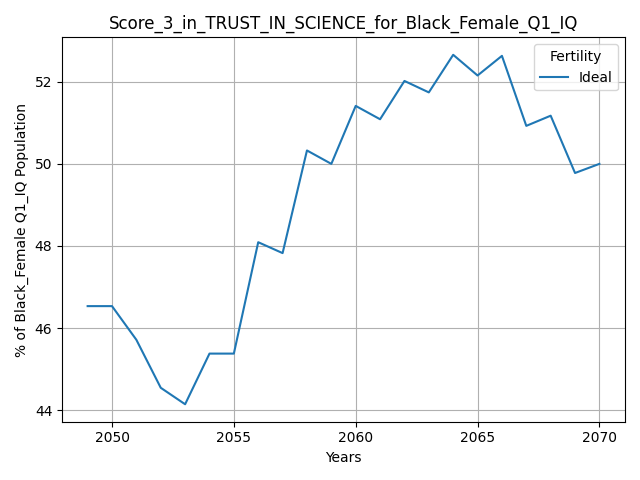 Score_3_in_TRUST_IN_SCIENCE_for_Black_Female_Q1_IQ
Fertility
Ideal
% of Black_Female Q1_IQ Population
52
50
48
46
44
2050 2055 2060 2065 2070
Years